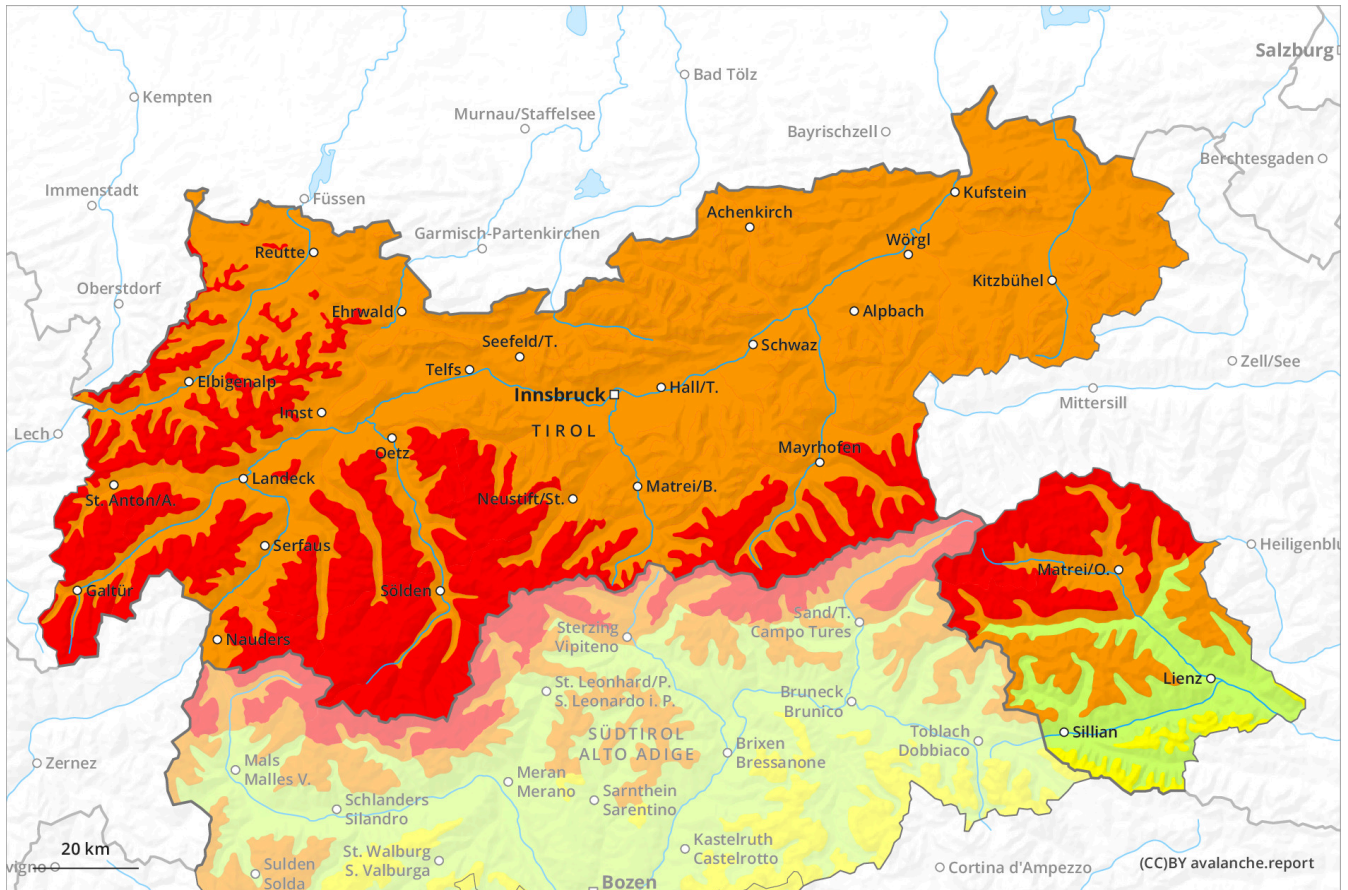 Salzburg
Bad Tölz
Kempten
Murnau/Staffelsee
Bayrischzell
Berchtesgaden
Immenstadt
Füssen
Kufstein
Achenkirch
Garmisch-Partenkirchen
Wörgl
Reutte
Kitzbühel
Oberstdorf
Ehrwald
Alpbach
Seefeld/T.
Schwaz
Zell/See
Telfs
Elbigenalp
Innsbruck
Hall/T.
Mittersill
Imst
Lech
TIROL
Oetz
Mayrhofen
Landeck
Matrei/B.
St. Anton/A.
Neustift/St.
Serfaus
Heiligenblu
Matrei/O.
Galtür
Sölden
Sand/T.
Campo Tures
Sterzing
Vipiteno
Nauders
Lienz
St. Leonhard/P.
S. Leonardo i. P.
Bruneck
Brunico
Sillian
SÜDTIROL
ALTO ADIGE
Toblach
Dobbiaco
Brixen
Bressanone
Zernez
Mals
Malles V.
Meran
Merano
Sarnthein
Sarentino
Schlanders
Silandro
Kastelruth
Castelrotto
20 km
St. Walburg
S. Valburga
vigno
Sulden
Solda
Cortina d'Ampezzo
(CC)BY avalanche.report
Bozen